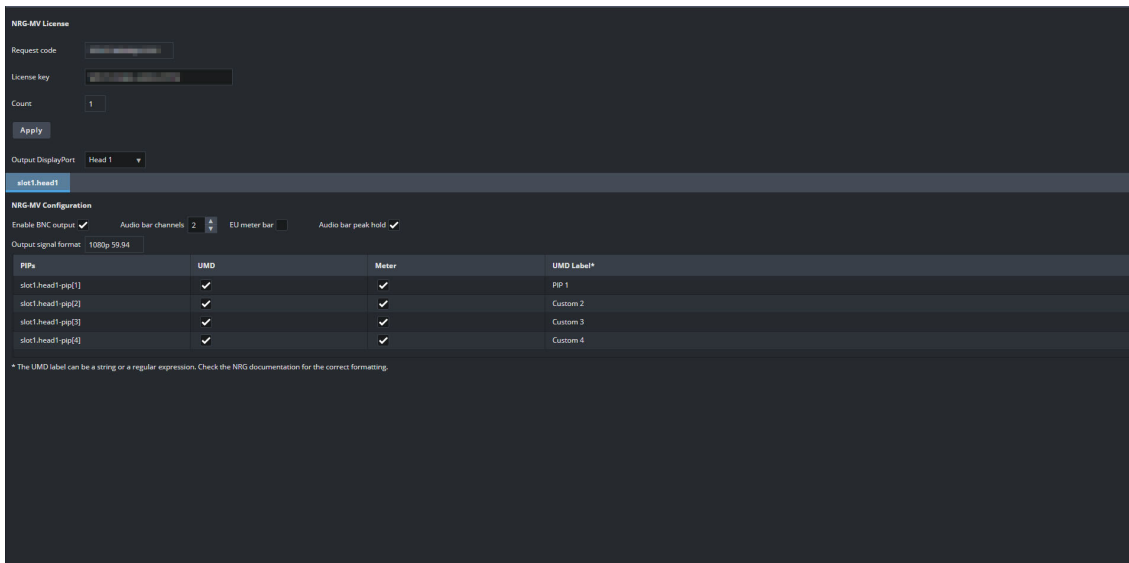 NRG-MV License
Request code
License key
Count 1
Apply
Output DisplayPort Head 1
slot1.head1
NRG-MV Configuration
Enable BNC output Audio bar channels 2 EU meter bar Audio bar peak hold
Output signal format 1080p 59.94
PIPs UMD Meter UMD Label*
slot1.head1-pip[1] PIP 1
slot1.head1-pip[2] Custom 2
slot1.head1-pip[3] Custom 3
slot1.head1-pip[4] Custom 4
* The UMD label can be a string or a regular expression. Check the NRG documentation for the correct formatting.